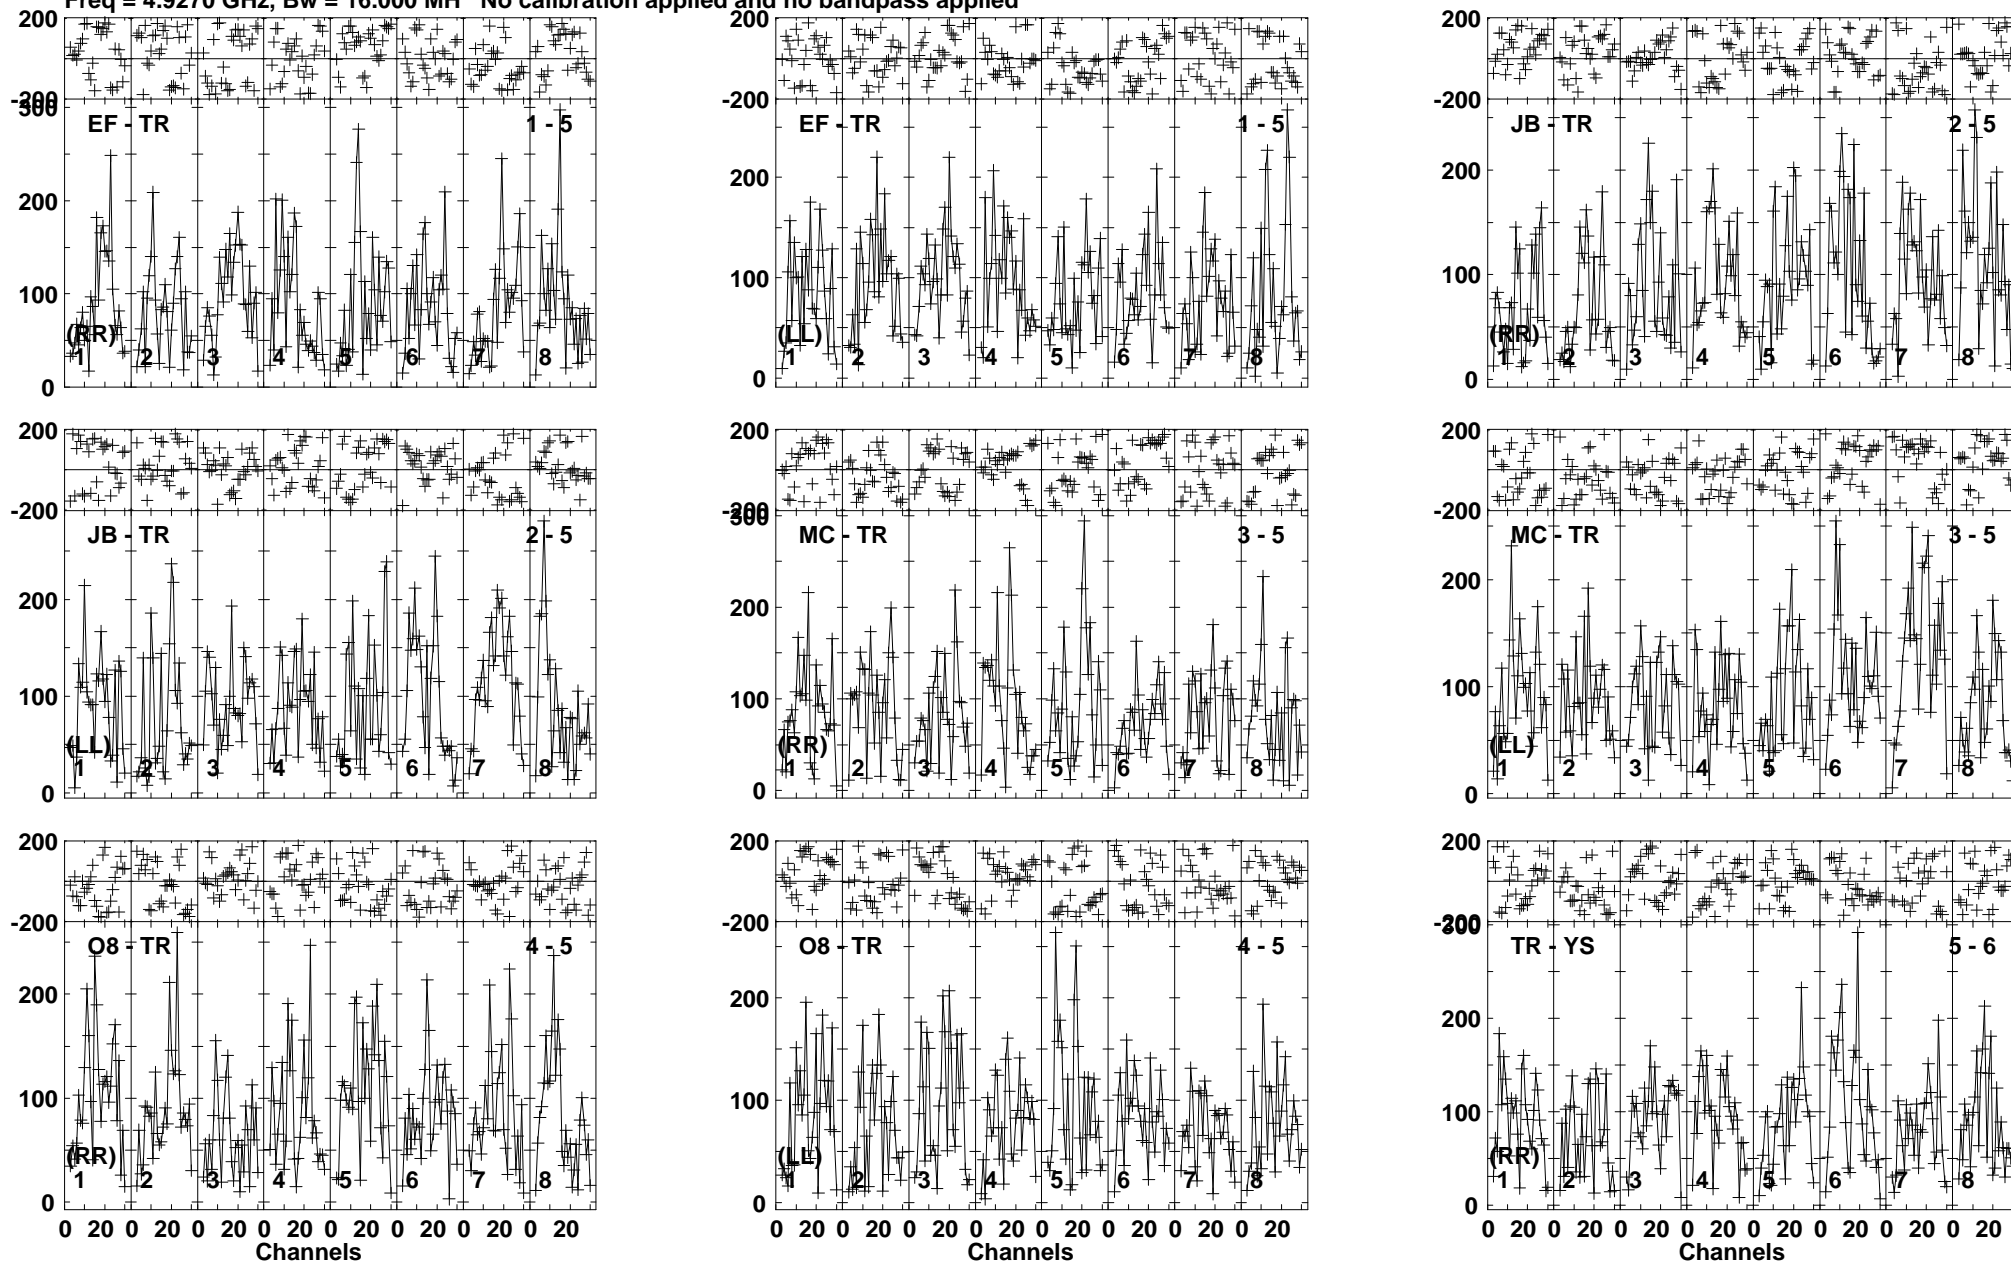 Freq = 4.9270 GHz, Bw = 16.000 MH No calibration applied and no bandpass applied
200 200 200
-200 -200 -200
300 EF - TR 1 - 5 EF - TR 1 - 5 JB - TR 2 - 5
200 200 200
100 100 100
(RR) (LL) (RR)
1 2 3 4 5 6 7 8 1 2 3 4 5 6 7 8 1 2 3 4 5 6 7 8
0 0 0
200 200 200
-200 -200 -200
JB - TR 2 - 5 300 MC - TR 3 - 5 MC - TR 3 - 5
200 200 200
100 100 100
(LL) (RR) (LL)
1 2 3 4 5 6 7 8 1 2 3 4 5 6 7 8 1 2 3 4 5 6 7 8
0 0 0
200 200 200
-200 -200 -200
O8 - TR 4 - 5 O8 - TR 4 - 5 300 TR - YS 5 - 6
200 200 200
100 100 100
(RR) (LL) (RR)
1 2 3 4 5 6 7 8 1 2 3 4 5 6 7 8 1 2 3 4 5 6 7 8
0 0 0
0 20 0 20 0 20 0 20 0 20 0 20 0 20 0 20 0 20 0 20 0 20 0 20 0 20 0 20 0 20 0 20 0 20 0 20 0 20 0 20 0 20 0 20 0 20 0 20
Channels Channels Channels